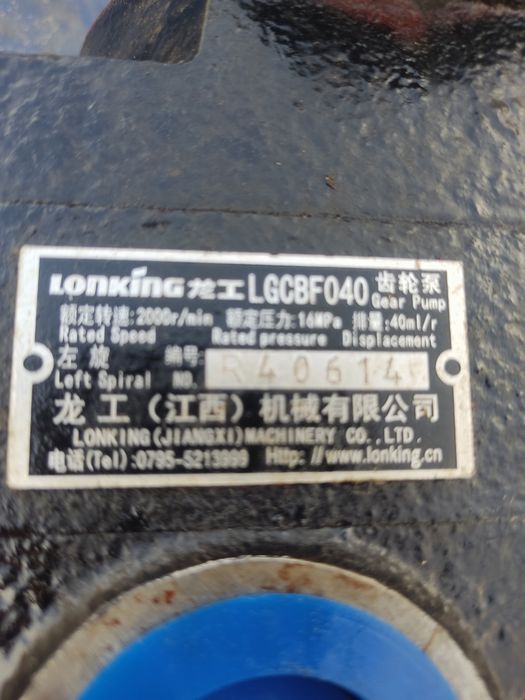 LONKING 龙工 LGCBF040 齿轮泵 Gear Pump
额定转速:2000r/min 额定压力:16MPa 排量:40ml/r
Rated Speed Rated pressure Displacement
左旋 编号:
Left Spiral NO. R40614
龙工(江西)机械有限公司
LONKING(JIANGXI)MACHINERY CO.,LTD.
电话(Tel):0795-5213999 Http://www.lonking.cn